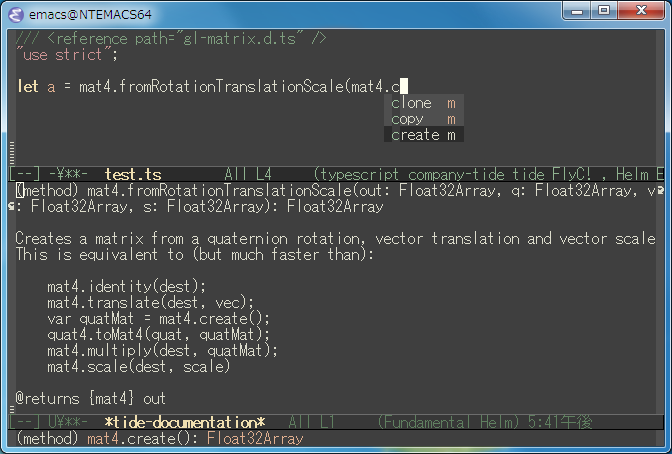 emacs@NTEMACS64
/// <reference path="gl-matrix.d.ts" />
"use strict";
let a = mat4.fromRotationTranslationScale(mat4.c
clone m
copy m
create m
[--] -¥**- test.ts All L4 (typescript company-tide tide FlyC! , Helm E
(method) mat4.fromRotationTranslationScale(out: Float32Array, q: Float32Array, v
: Float32Array, s: Float32Array): Float32Array
Creates a matrix from a quaternion rotation, vector translation and vector scale
This is equivalent to (but much faster than):
mat4.identity(dest);
mat4.translate(dest, vec);
var quatMat = mat4.create();
quat4.toMat4(quat, quatMat);
mat4.multiply(dest, quatMat);
mat4.scale(dest, scale)
@returns {mat4} out
[--] U¥**- *tide-documentation* All L1 (Fundamental Helm) 5:41午後
(method) mat4.create(): Float32Array